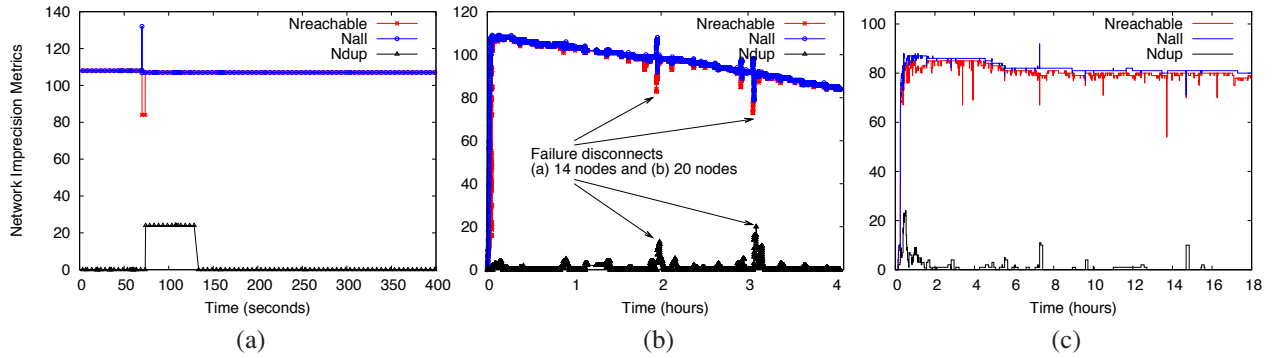 Network Imprecision Metrics
140
120
100
80
60
40
20
0
Nreachable
Nall
Ndup
0 50 100 150 200 250 300 350 400
Time (seconds)
(a)
120
100
80
60
40
20
0
Nreachable
Nall
Ndup
Failure disconnects
(a) 14 nodes and (b) 20 nodes
0 1 2 3 4
Time (hours)
(b)
100
80
60
40
20
0
Nreachable
Nall
Ndup
0 2 4 6 8 10 12 14 16 18
Time (hours)
(c)